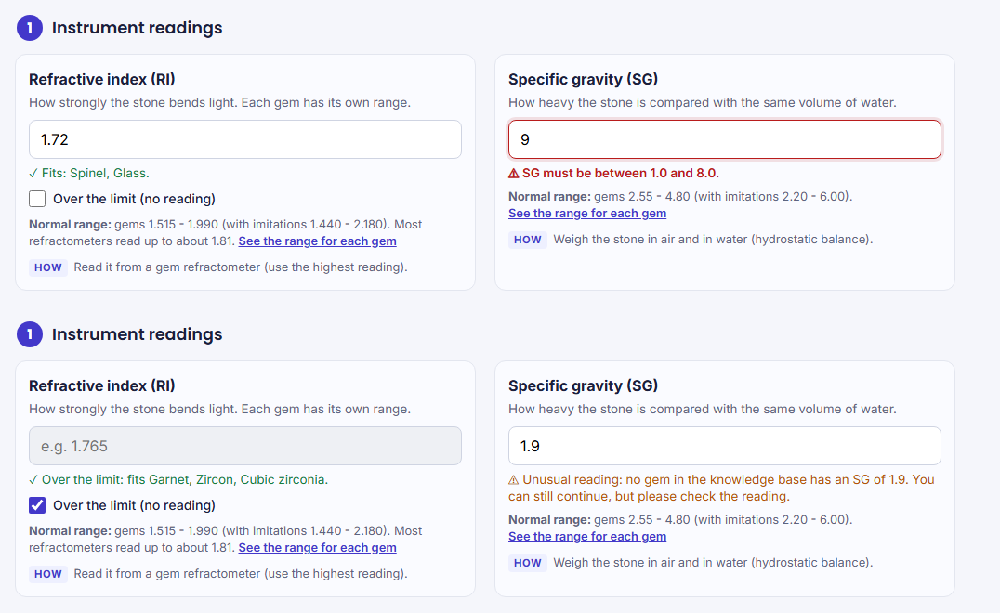 1 Instrument readings
Refractive index (RI)
How strongly the stone bends light. Each gem has its own range.
1.72
✓ Fits: Spinel, Glass.
Over the limit (no reading)
Normal range: gems 1.515 - 1.990 (with imitations 1.440 - 2.180). Most
refractometers read up to about 1.81. See the range for each gem
HOW Read it from a gem refractometer (use the highest reading).
Specific gravity (SG)
How heavy the stone is compared with the same volume of water.
9
⚠ SG must be between 1.0 and 8.0.
Normal range: gems 2.55 - 4.80 (with imitations 2.20 - 6.00).
See the range for each gem
HOW Weigh the stone in air and in water (hydrostatic balance).
1 Instrument readings
Refractive index (RI)
How strongly the stone bends light. Each gem has its own range.
e.g. 1.765
✓ Over the limit: fits Garnet, Zircon, Cubic zirconia.
Over the limit (no reading)
Normal range: gems 1.515 - 1.990 (with imitations 1.440 - 2.180). Most
refractometers read up to about 1.81. See the range for each gem
HOW Read it from a gem refractometer (use the highest reading).
Specific gravity (SG)
How heavy the stone is compared with the same volume of water.
1.9
⚠ Unusual reading: no gem in the knowledge base has an SG of 1.9. You
can still continue, but please check the reading.
Normal range: gems 2.55 - 4.80 (with imitations 2.20 - 6.00).
See the range for each gem
HOW Weigh the stone in air and in water (hydrostatic balance).